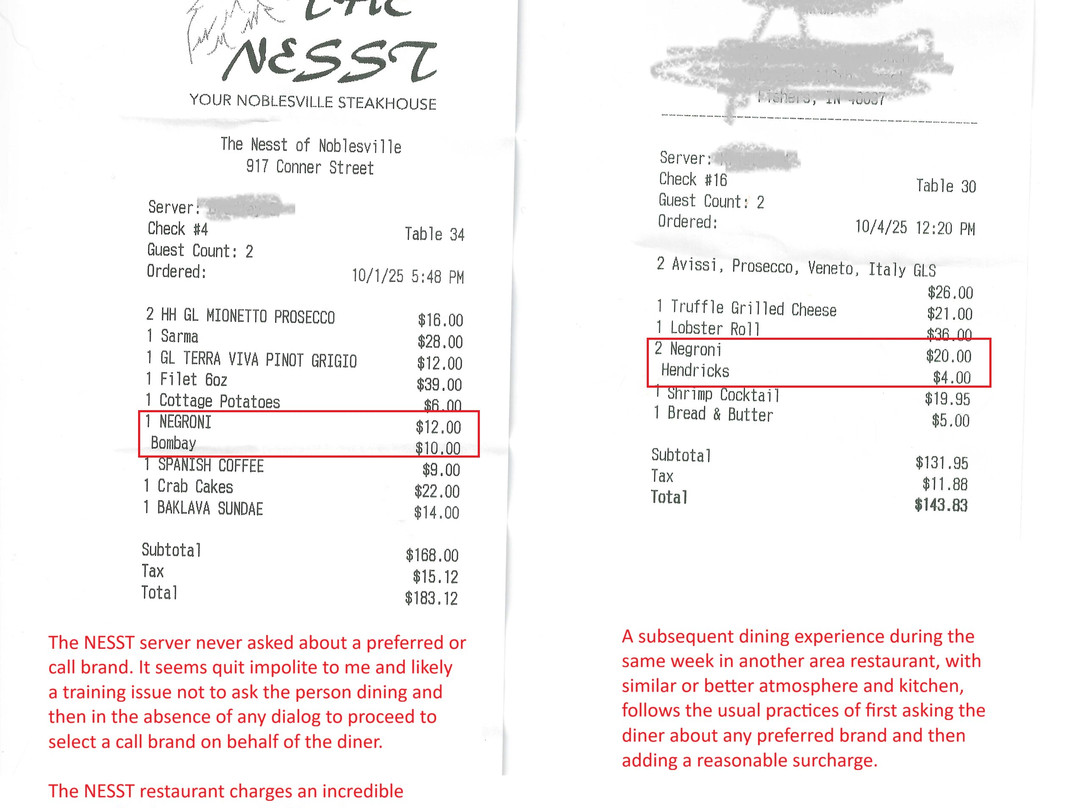 THE
NESST
YOUR NOBLESVILLE STEAKHOUSE
The Nesst of Noblesville
917 Conner Street
Server:
Check #4 Table 34
Guest Count: 2
Ordered: 10/1/25 5:48 PM
2 HH GL MIONETTO PROSECCO $16.00
1 Sarma $28.00
1 GL TERRA VIVA PINOT GRIGIO $12.00
1 Filet 6oz $39.00
1 Cottage Potatoes $6.00
1 NEGRONI $12.00
Bombay $10.00
1 SPANISH COFFEE $9.00
1 Crab Cakes $22.00
1 BAKLAVA SUNDAE $14.00
Subtotal $168.00
Tax $15.12
Total $183.12
The NESST server never asked about a preferred or
call brand. It seems quit impolite to me and likely
a training issue not to ask the person dining and
then in the absence of any dialog to proceed to
select a call brand on behalf of the diner.
The NESST restaurant charges an incredible
Fishers, IN
Server:
Check #16 Table 30
Guest Count: 2
Ordered: 10/4/25 12:20 PM
2 Avissi, Prosecco, Veneto, Italy GLS
$26.00
1 Truffle Grilled Cheese $21.00
1 Lobster Roll $36.00
2 Negroni $20.00
Hendricks $4.00
1 Shrimp Cocktail $19.95
1 Bread & Butter $5.00
Subtotal $131.95
Tax $11.88
Total $143.83
A subsequent dining experience during the
same week in another area restaurant, with
similar or better atmosphere and kitchen,
follows the usual practices of first asking the
diner about any preferred brand and then
adding a reasonable surcharge.